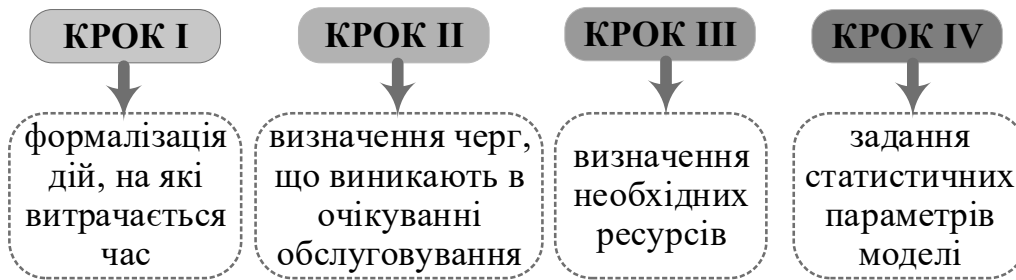 КРОК I
формалізація
дій, на які
витрачається
час
КРОК II
визначення черг,
що виникають в
очікуванні
обслуговування
КРОК III
визначення
необхідних
ресурсів
КРОК IV
задання
статистичних
параметрів
моделі